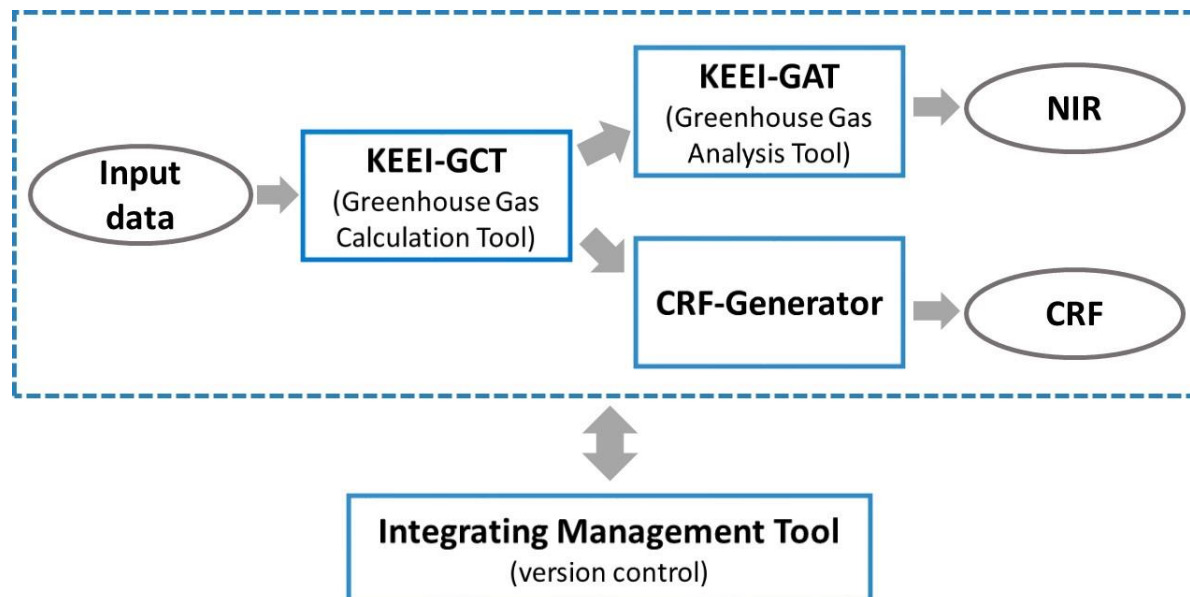 Input
data
KEEI-GCT
(Greenhouse Gas
Calculation Tool)
KEEI-GAT
(Greenhouse Gas
Analysis Tool)
NIR
CRF-Generator
CRF
Integrating Management Tool
(version control)